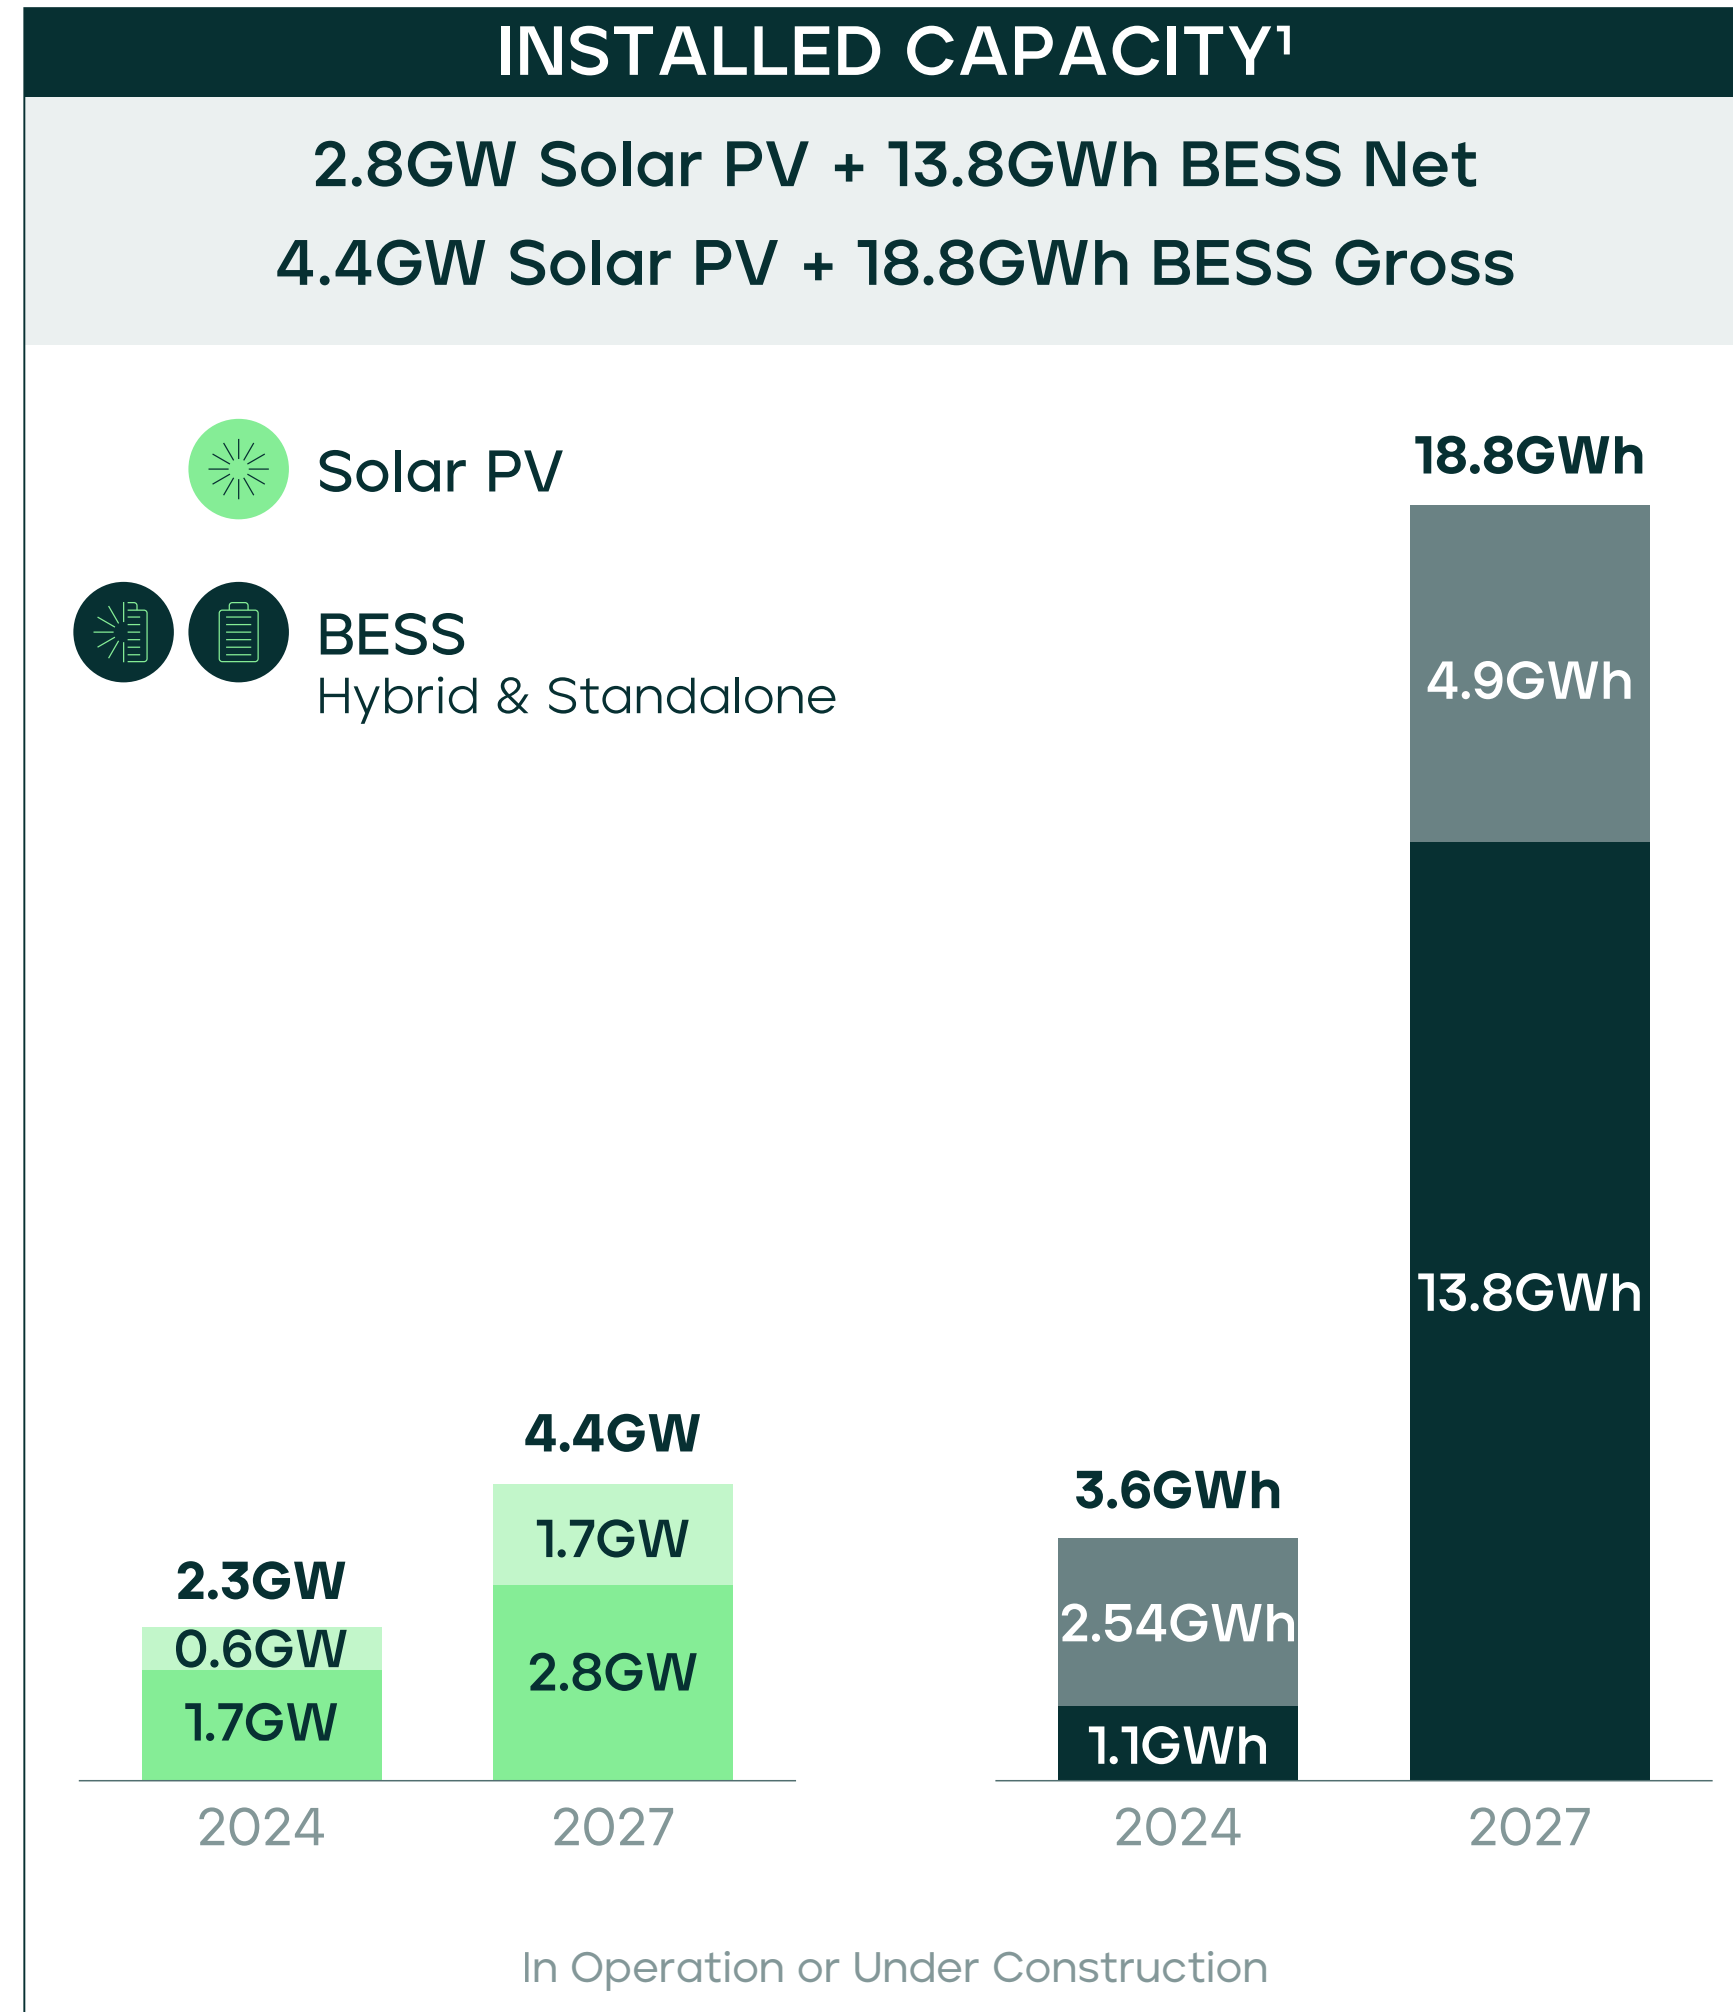 INSTALLED CAPACITY¹
2.8GW Solar PV + 13.8GWh BESS Net
4.4GW Solar PV + 18.8GWh BESS Gross
Solar PV
BESS
Hybrid & Standalone
2.3GW
0.6GW
1.7GW
4.4GW
1.7GW
2.8GW
3.6GWh
2.54GWh
1.1GWh
18.8GWh
4.9GWh
13.8GWh
2024 2027 2024 2027
In Operation or Under Construction